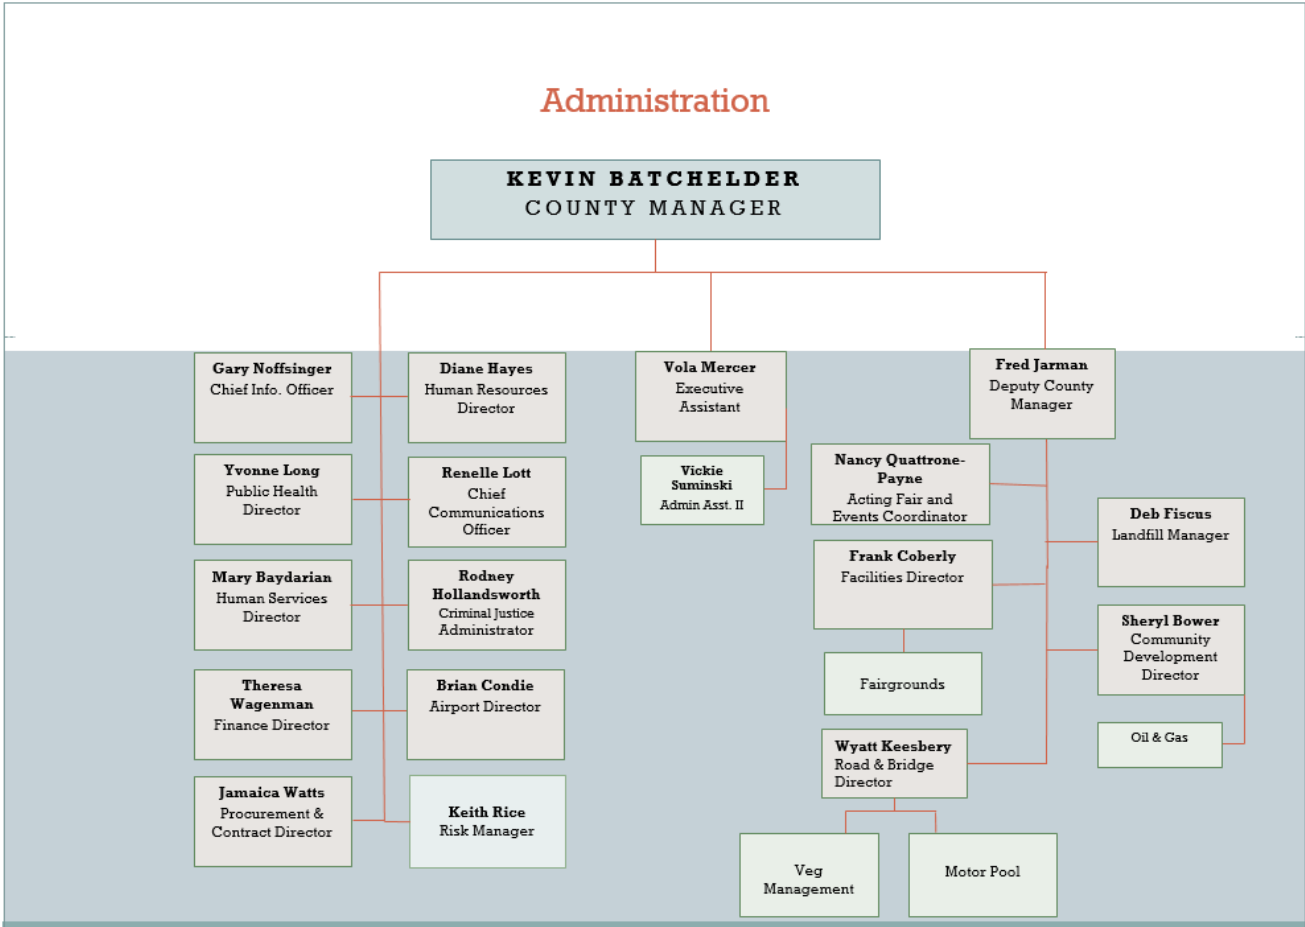 Administration
KEVIN BATCHELDER
COUNTY MANAGER
Gary Noffsinger
Chief Info. Officer
Diane Hayes
Human Resources
Director
Yvonne Long
Public Health
Director
Renelle Lott
Chief
Communications
Officer
Mary Baydarian
Human Services
Director
Rodney
Hollandsworth
Criminal Justice
Administrator
Theresa
Wagenman
Finance Director
Brian Condie
Airport Director
Jamaica Watts
Procurement &
Contract Director
Keith Rice
Risk Manager
Vola Mercer
Executive
Assistant
Vickie
Suminski
Admin Asst. II
Fred Jarman
Deputy County
Manager
Nancy Quattrone-
Payne
Acting Fair and
Events Coordinator
Deb Fiscus
Landfill Manager
Frank Coberly
Facilities Director
Fairgrounds
Sheryl Bower
Community
Development
Director
Oil & Gas
Wyatt Keesbery
Road & Bridge
Director
Veg
Management
Motor Pool